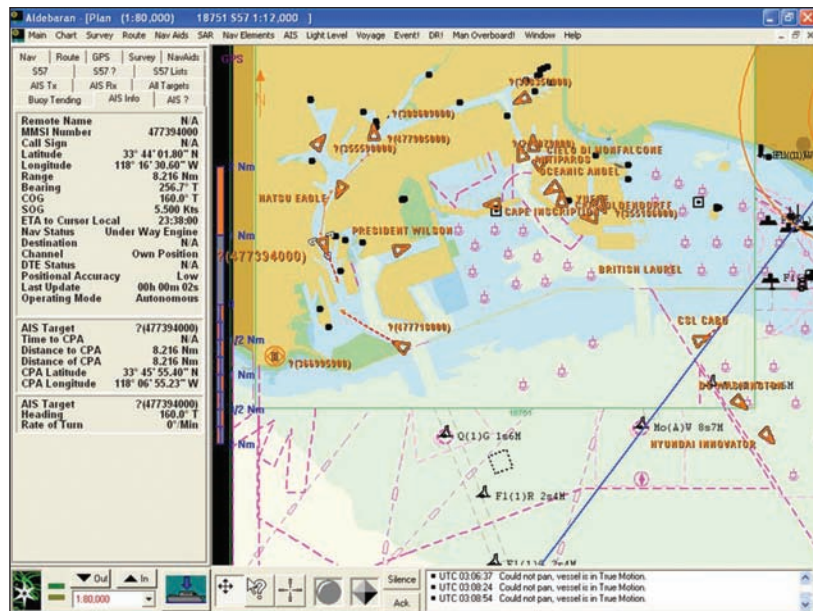 Aldebaran - [Plan (1:80,000) 18751 S57 1:12,000 ]
Main Chart Survey Route Nav Aids SAR Nav Elements AIS Light Level Voyage Event! DR! Man Overboard! Window Help
Nav Route GPS Survey NavAids
S57 S57 ? S57 Lists
AIS Tx AIS Rx All Targets
Buoy Tending AIS Info AIS ?
Remote Name N/A
MMSI Number 477394000
Call Sign N/A
Latitude 33° 44' 01.80" N
Longitude 118° 16' 30.60" W
Range 8.216 Nm
Bearing 256.7° T
COG 160.0° T
SOG 5.500 Kts
ETA to Cursor Local 23:38:00
Nav Status Under Way Engine
Destination N/A
Channel Own Position
DTE Status N/A
Positional Accuracy Low
Last Update 00h 00m 02s
Operating Mode Autonomous
AIS Target ?(477394000)
Time to CPA N/A
Distance to CPA 8.216 Nm
Distance of CPA 8.216 Nm
CPA Latitude 33° 45' 55.40" N
CPA Longitude 118° 06' 55.23" W
AIS Target ?(477394000)
Heading 160.0° T
Rate of Turn 0°/Min
GPS
N
Nm
Nm
/2 Nm
Nm
/2 Nm
Nm
?(477905000)
CIELO DI MONFALCONE
ANTIPAROS
OCEANIC ANGEL
HATSU EAGLE
CAPE INSCRIPTION
PRESIDENT WILSON
?(477394000)
BRITISH LAUREL
?(477710000)
CSL CABO
?(366995000)
18751
Q(1)G 1s6M
Mo(A)W 8s7M
HYUNDAI INNOVATOR
Fl(1)R 2s4M
Out In
1:80,000
Silence
Ack
UTC 03:06:37 Could not pan, vessel is in True Motion.
UTC 03:08:24 Could not pan, vessel is in True Motion.
UTC 03:08:54 Could not pan, vessel is in True Motion.